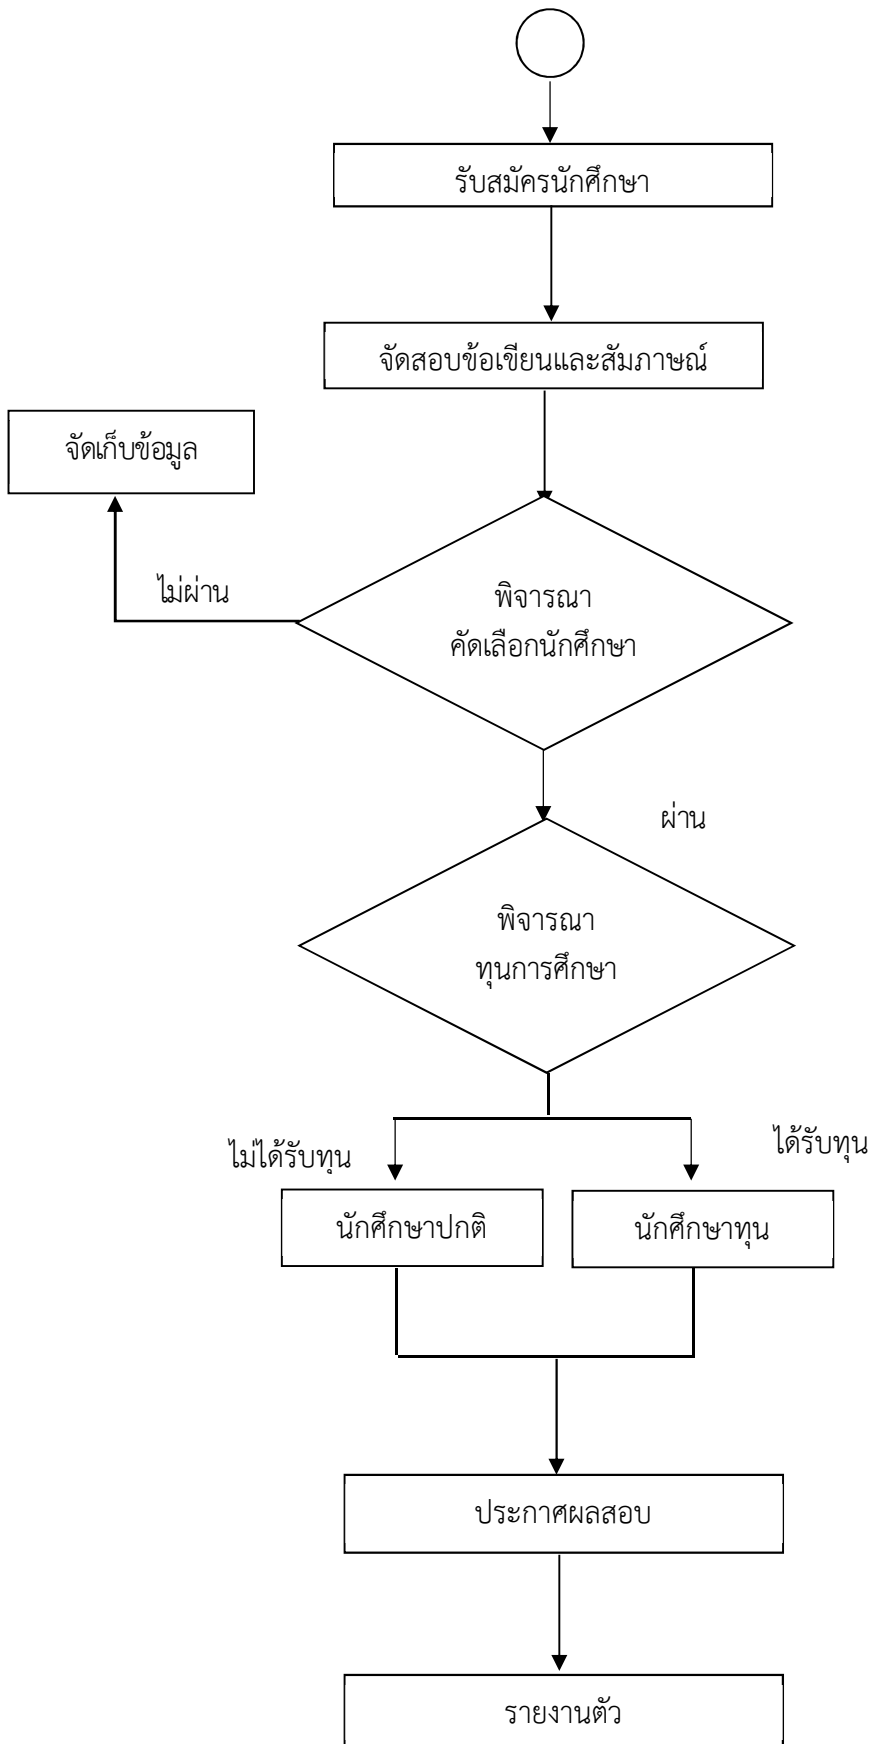 รับสมัครนักศึกษา
จัดสอบข้อเขียนและสัมภาษณ์
จัดเก็บข้อมูล
ไม่ผ่าน
พิจารณา
คัดเลือกนักศึกษา
ผ่าน
พิจารณา
ทุนการศึกษา
ไม่ได้รับทุน
ได้รับทุน
นักศึกษาปกติ
นักศึกษาทุน
ประกาศผลสอบ
รายงานตัว